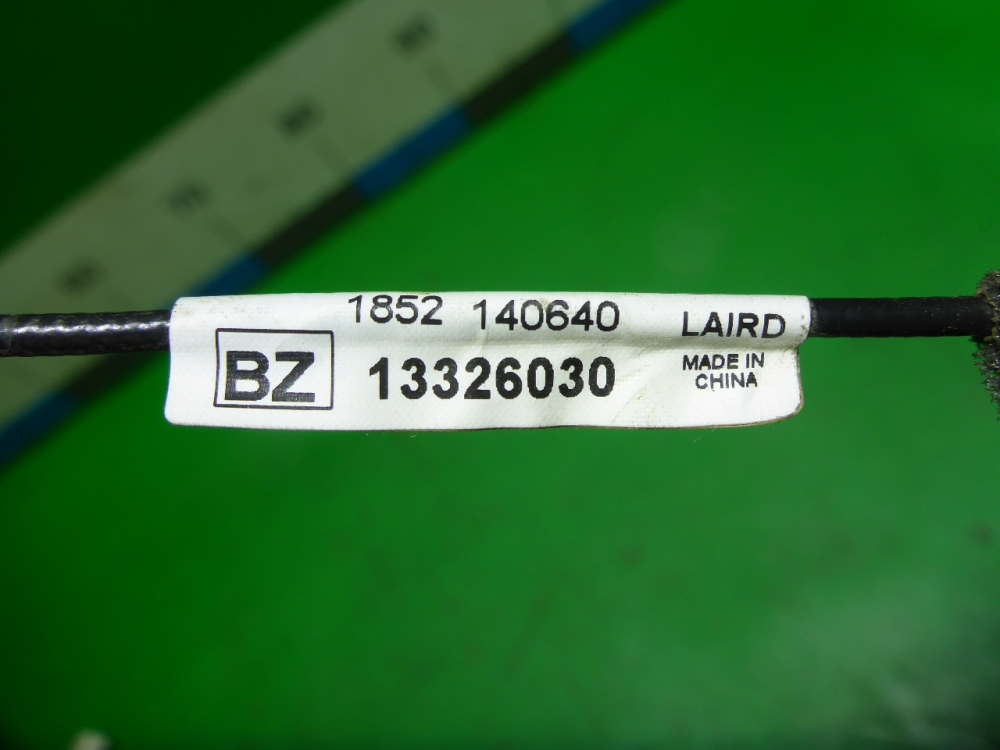 1852 140640
BZ 13326030
LAIRD
MADE IN
CHINA